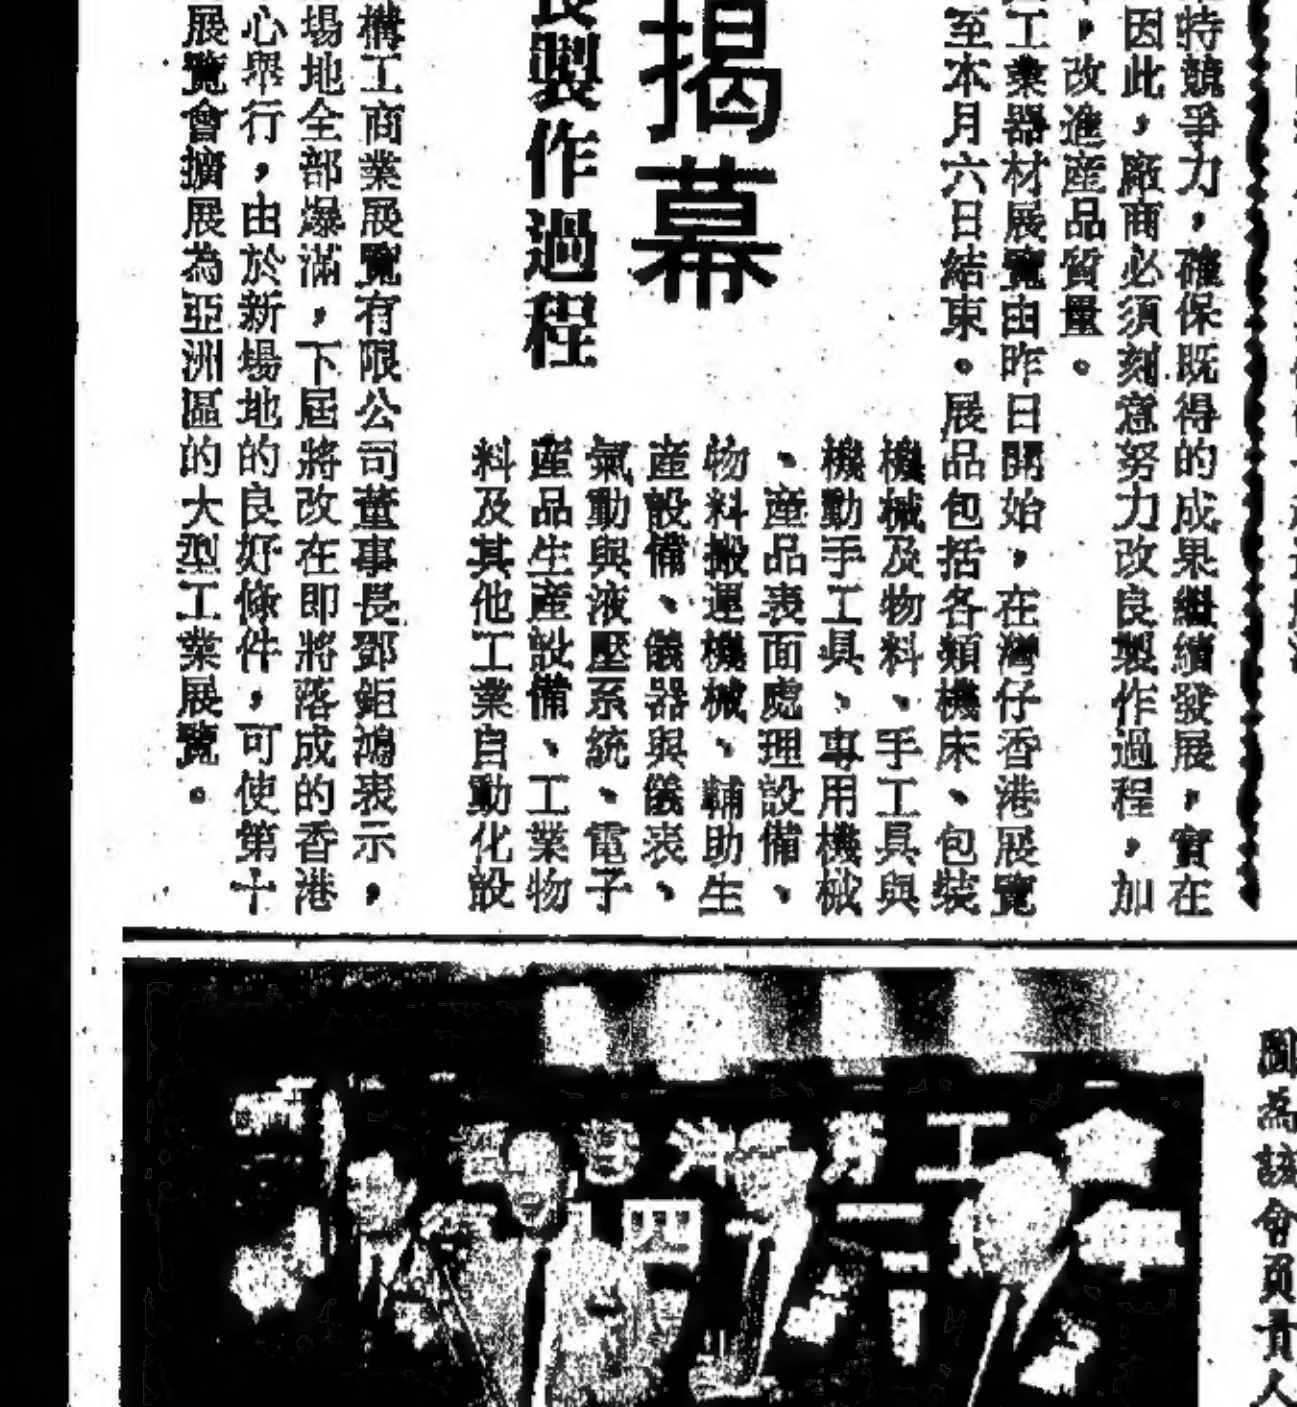 特競爭力，確保既得的成果繼續發展，實在
因此，廠商必須刻意努力改良製作過程，加
，改進產品質量。
工業器材展覽由昨日開始，在灣仔香港展覽
至本月六日結束。展品包括各類機床、包裝
機械及物料、手工具與
機動手工具、專用機械
、產品表面處理設備、
物料搬運機械、輔助生
產設備、儀器與儀表、
氣動與液壓系統、電子
產品生產設備、工業物
料及其他工業自動化設
揭幕
良製作過程
構工商業展覽有限公司董事長鄧鉅鴻表示，
場地全部爆滿，下屆將改在即將落成的香港
心舉行，由於新場地的良好條件，可使第十
展覽會擴展為亞洲區的大型工業展覽。
圖為該會負責人